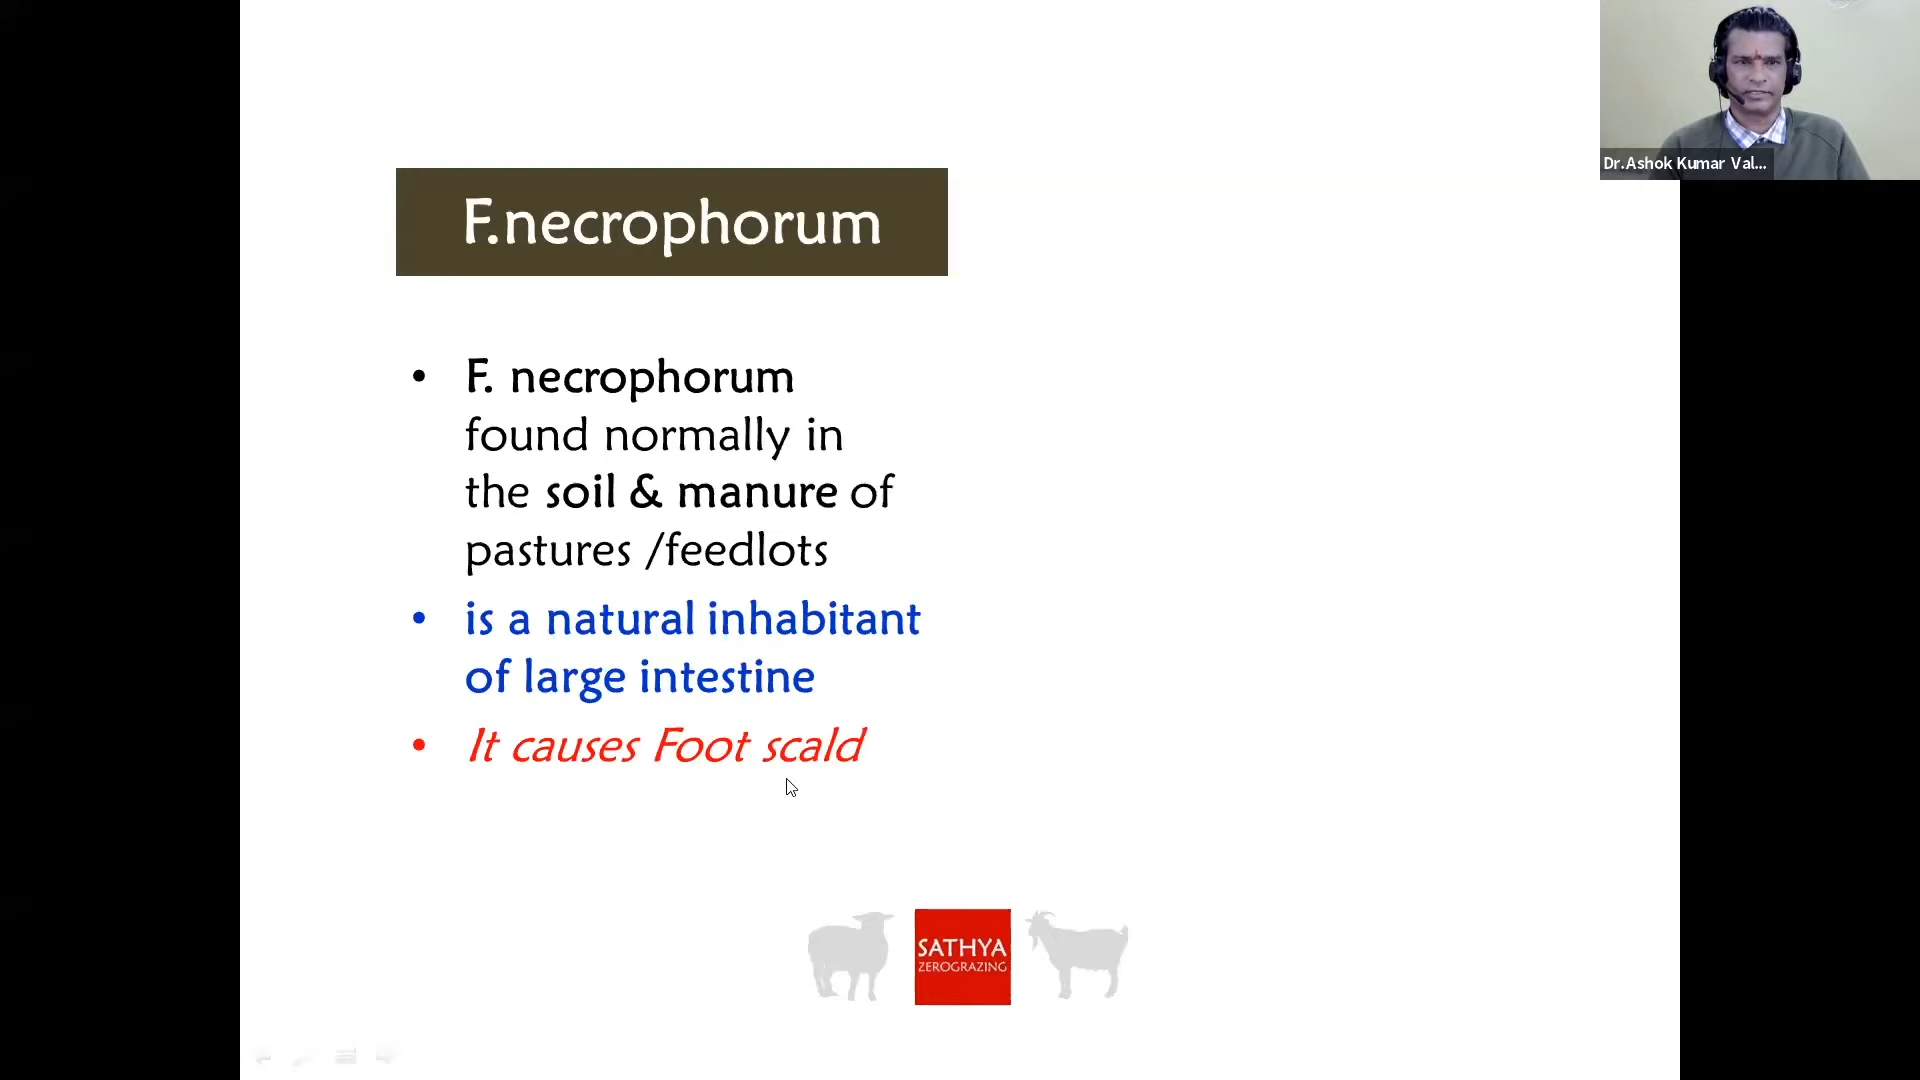 Dr.Ashok Kumar Val...
F.necrophorum
• F. necrophorum
found normally in
the soil & manure of
pastures /feedlots
• is a natural inhabitant
of large intestine
• It causes Foot scald
SATHYA
ZEROGRAZING